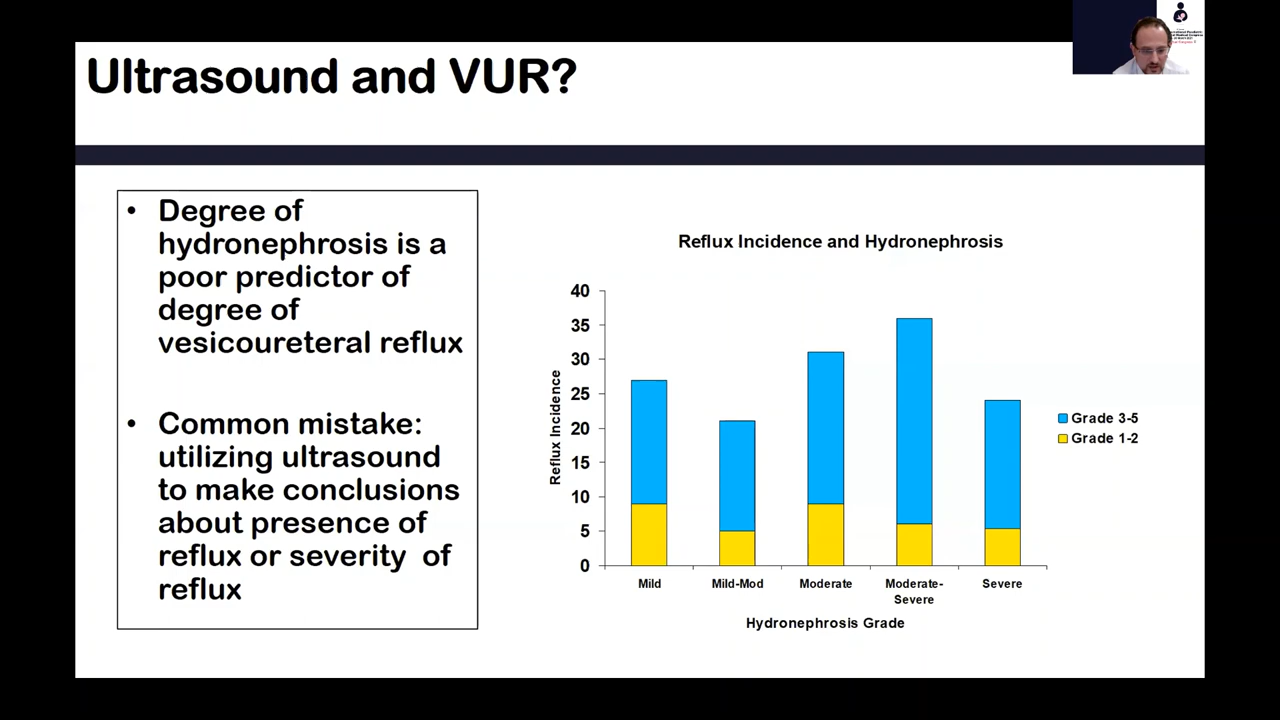 Ultrasound and VUR?
• Degree of
hydronephrosis is a
poor predictor of
degree of
vesicoureteral reflux
• Common mistake:
utilizing ultrasound
to make conclusions
about presence of
reflux or severity of
reflux
Reflux Incidence and Hydronephrosis
Reflux Incidence
40
35
30
25
20
15
10
5
0
Mild
Mild-Mod
Moderate
Moderate-
Severe
Severe
Hydronephrosis Grade
Grade 3-5
Grade 1-2